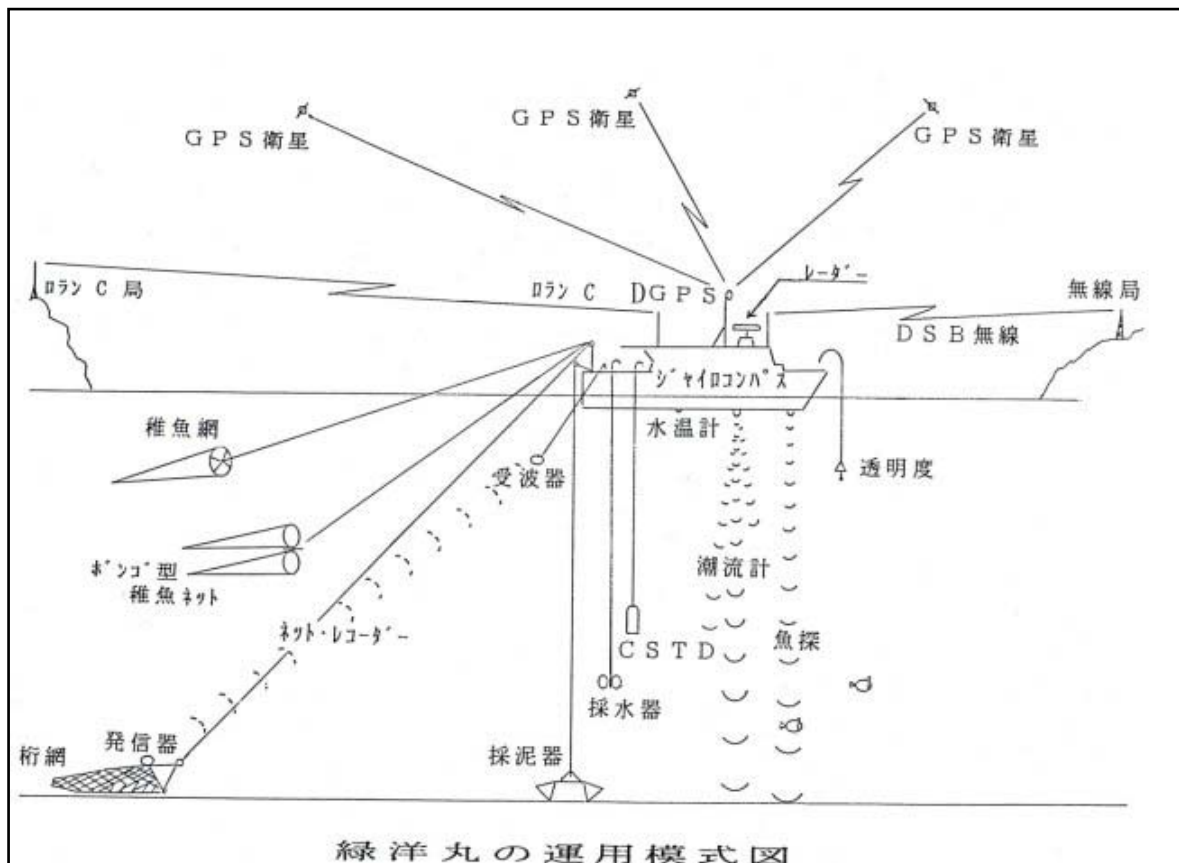 ＧＰＳ衛星
ＧＰＳ衛星
ＧＰＳ衛星
ﾛﾗﾝ Ｃ 局
ﾛﾗﾝ Ｃ
ＤＧＰＳ
ﾚｰﾀﾞｰ
無線局
ＤＳＢ無線
ｼﾞｬｲﾛｺﾝﾊﾟｽ
稚魚網
水温計
受波器
透明度
ﾎﾞﾝｺﾞ型
稚魚ﾈｯﾄ
潮流計
ﾈｯﾄ・ﾚｺｰﾀﾞｰ
ＣＳＴＤ
魚探
採水器
発信器
桁網
採泥器
緑洋丸の運用模式図